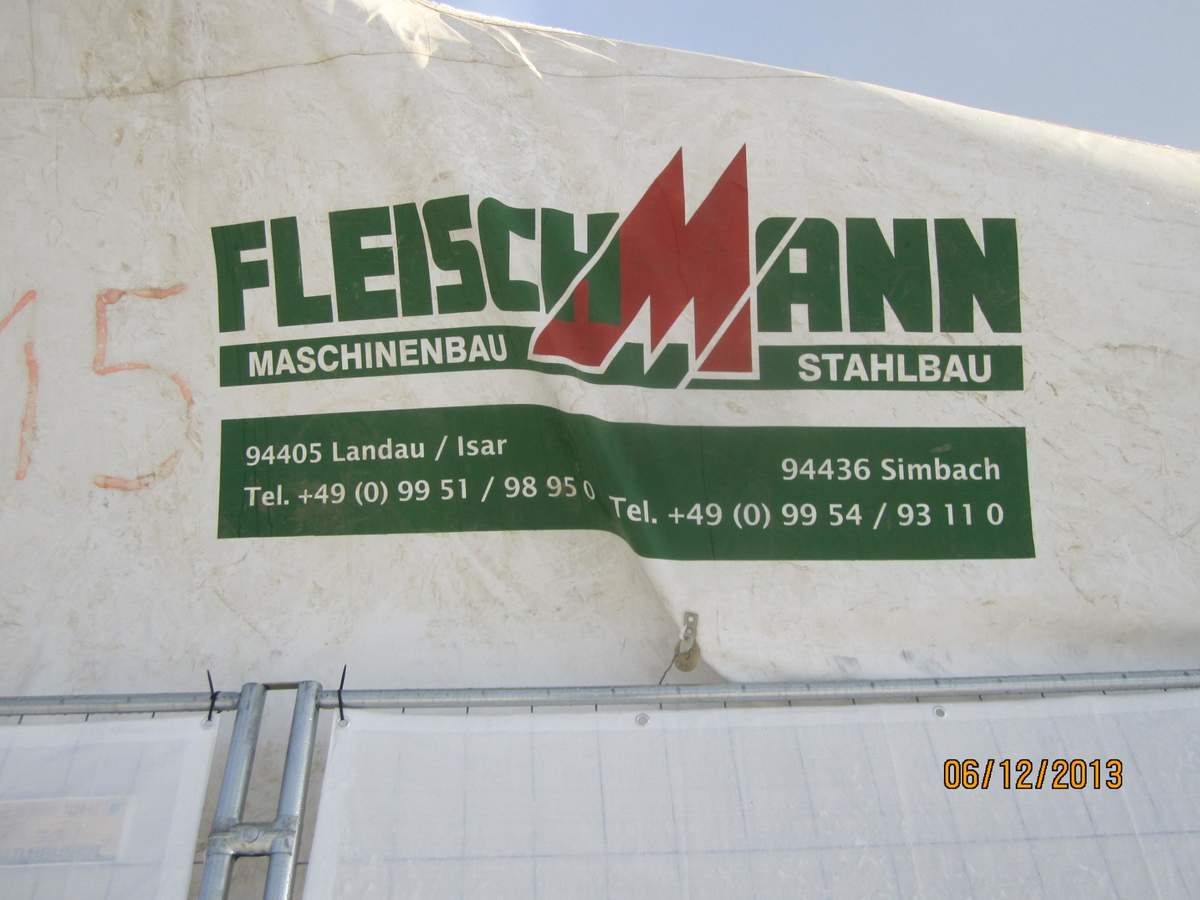 15
FLEISCHMANN
MASCHINENBAU STAHLBAU
94405 Landau / Isar
Tel. +49 (0) 99 51 / 98 95 0
94436 Simbach
Tel. +49 (0) 99 54 / 93 11 0
06/12/2013